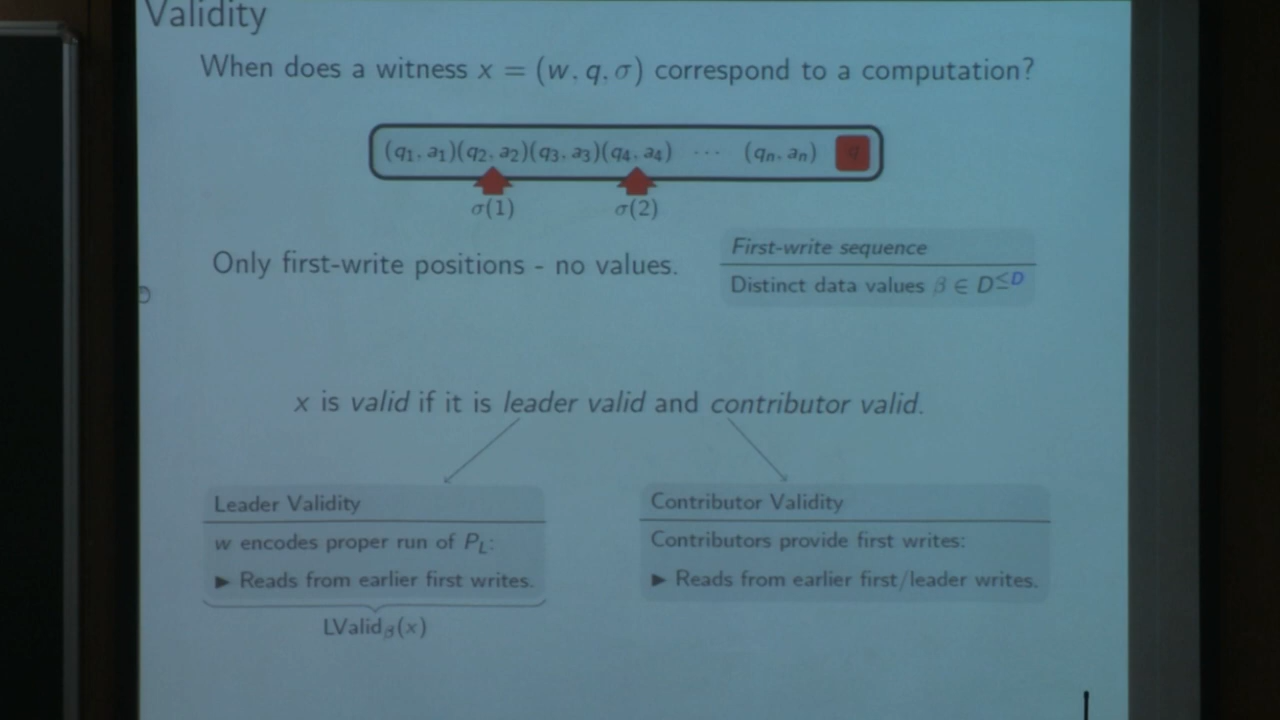 Validity
When does a witness x = (w, q, σ) correspond to a computation?
(q₁, a₁)(q₂, a₂)(q₃, a₃)(q₄, a₄) ··· (qₙ, aₙ) q
σ(1) σ(2)
Only first-write positions - no values.
First-write sequence
Distinct data values β ∈ D^≤D
x is valid if it is leader valid and contributor valid.
Leader Validity
w encodes proper run of P_L:
▶ Reads from earlier first writes.
LValid_β(x)
Contributor Validity
Contributors provide first writes:
▶ Reads from earlier first/leader writes.